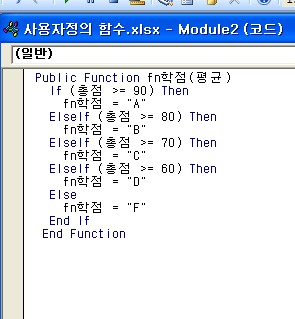 사용자정의 함수.xlsx - Module2 (코드)
(일반)
Public Function fn학점(평균)
If (총점 >= 90) Then
fn학점 = "A"
ElseIf (총점 >= 80) Then
fn학점 = "B"
ElseIf (총점 >= 70) Then
fn학점 = "C"
ElseIf (총점 >= 60) Then
fn학점 = "D"
Else
fn학점 = "F"
End If
End Function